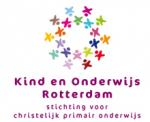 Kind en Onderwijs
Rotterdam
stichting voor
christelijk primair onderwijs